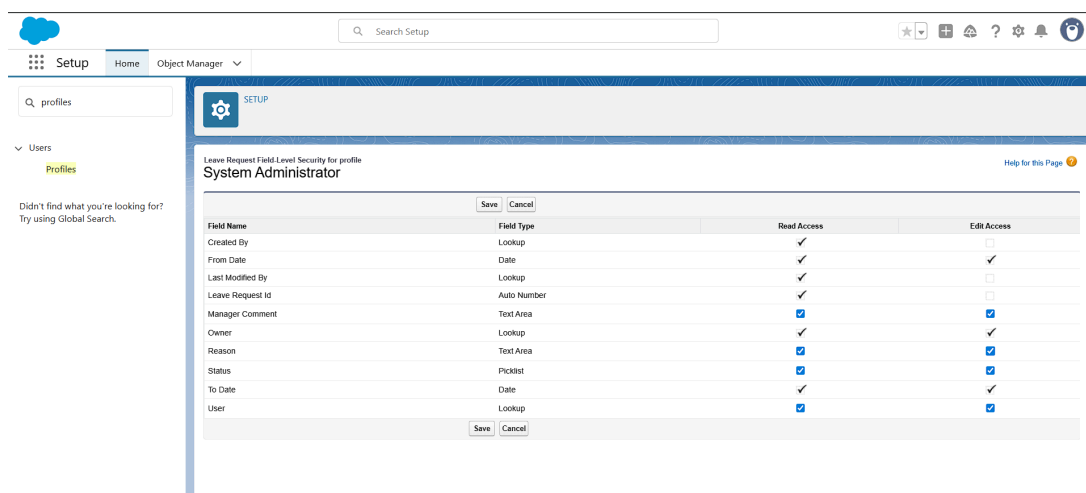 Search Setup
?
Setup Home Object Manager
profiles
SETUP
Users
Profiles
Didn't find what you're looking for?
Try using Global Search.
Leave Request Field-Level Security for profile
System Administrator
Help for this Page ?
Save Cancel
Field Name Field Type Read Access Edit Access
Created By Lookup
From Date Date
Last Modified By Lookup
Leave Request Id Auto Number
Manager Comment Text Area
Owner Lookup
Reason Text Area
Status Picklist
To Date Date
User Lookup
Save Cancel